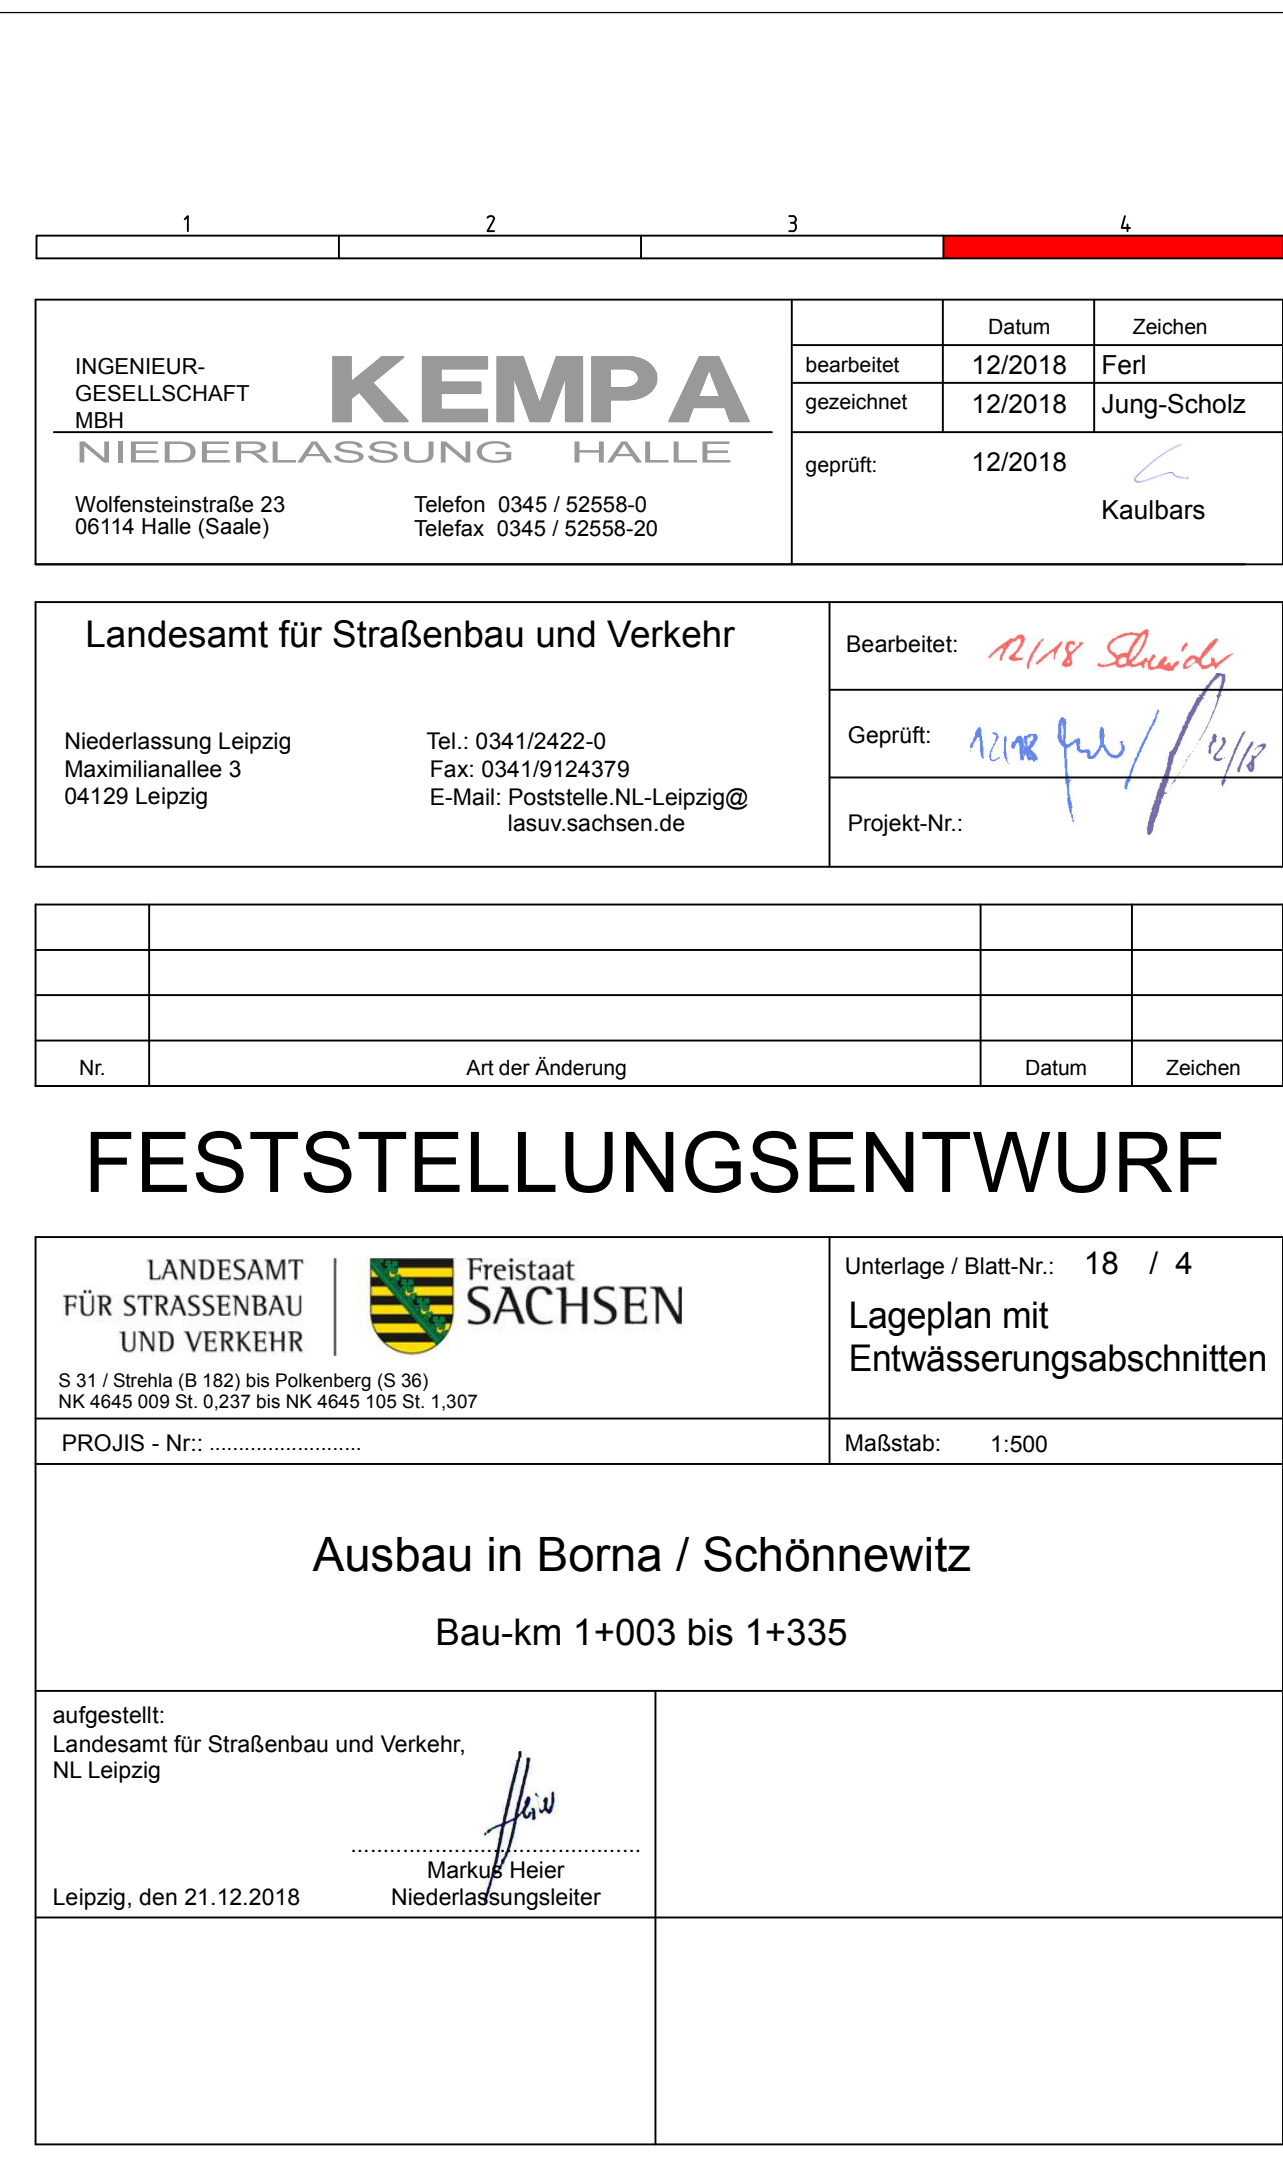 1 2 3 4
INGENIEUR-
GESELLSCHAFT
MBH
KEMPA
NIEDERLASSUNG HALLE
Wolfensteinstraße 23
06114 Halle (Saale)
Telefon 0345 / 52558-0
Telefax 0345 / 52558-20
Datum Zeichen
bearbeitet 12/2018 Ferl
gezeichnet 12/2018 Jung-Scholz
geprüft: 12/2018
Kaulbars
Landesamt für Straßenbau und Verkehr
Niederlassung Leipzig
Maximilianallee 3
04129 Leipzig
Tel.: 0341/2422-0
Fax: 0341/9124379
E-Mail: Poststelle.NL-Leipzig@
lasuv.sachsen.de
Bearbeitet: 12/18 Schneider
Geprüft: 12/18 12/18
Projekt-Nr.:
Nr. Art der Änderung Datum Zeichen
FESTSTELLUNGSENTWURF
LANDESAMT
FÜR STRASSENBAU
UND VERKEHR
Freistaat
SACHSEN
S 31 / Strehla (B 182) bis Polkenberg (S 36)
NK 4645 009 St. 0,237 bis NK 4645 105 St. 1,307
Unterlage / Blatt-Nr.: 18 / 4
Lageplan mit
Entwässerungsabschnitten
PROJIS - Nr:: ..........................
Maßstab: 1:500
Ausbau in Borna / Schönnewitz
Bau-km 1+003 bis 1+335
aufgestellt:
Landesamt für Straßenbau und Verkehr,
NL Leipzig
Heier
............................................
Markus Heier
Leipzig, den 21.12.2018 Niederlassungsleiter